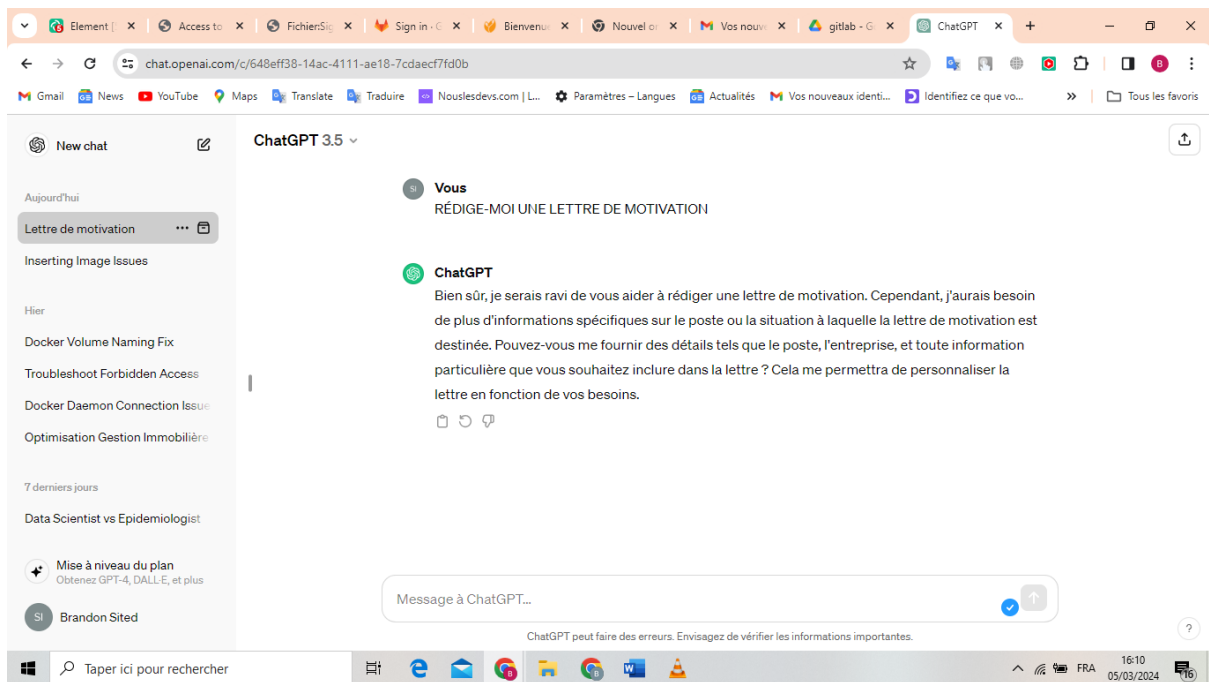 Element [
Access to
Fichier:Sig
Sign in · G
Bienvenue
Nouvel or
Vos nouve
gitlab - G
ChatGPT
chat.openai.com/c/648eff38-14ac-4111-ae18-7cdaecf7fd0b
B
Gmail
News
YouTube
Maps
Translate
Traduire
Nouslesdevs.com | L...
Paramètres – Langues
Actualités
Vos nouveaux identi...
Identifiez ce que vo...
»
Tous les favoris
New chat
Aujourd'hui
Lettre de motivation
Inserting Image Issues
Hier
Docker Volume Naming Fix
Troubleshoot Forbidden Access
Docker Daemon Connection Issue
Optimisation Gestion Immobilière
7 derniers jours
Data Scientist vs Epidemiologist
Mise à niveau du plan
Obtenez GPT-4, DALL·E, et plus
SI
Brandon Sited
ChatGPT 3.5
SI
Vous
RÉDIGE-MOI UNE LETTRE DE MOTIVATION
ChatGPT
Bien sûr, je serais ravi de vous aider à rédiger une lettre de motivation. Cependant, j'aurais besoin
de plus d'informations spécifiques sur le poste ou la situation à laquelle la lettre de motivation est
destinée. Pouvez-vous me fournir des détails tels que le poste, l'entreprise, et toute information
particulière que vous souhaitez inclure dans la lettre ? Cela me permettra de personnaliser la
lettre en fonction de vos besoins.
Message à ChatGPT...
ChatGPT peut faire des erreurs. Envisagez de vérifier les informations importantes.
?
Taper ici pour rechercher
FRA
16:10
05/03/2024
16